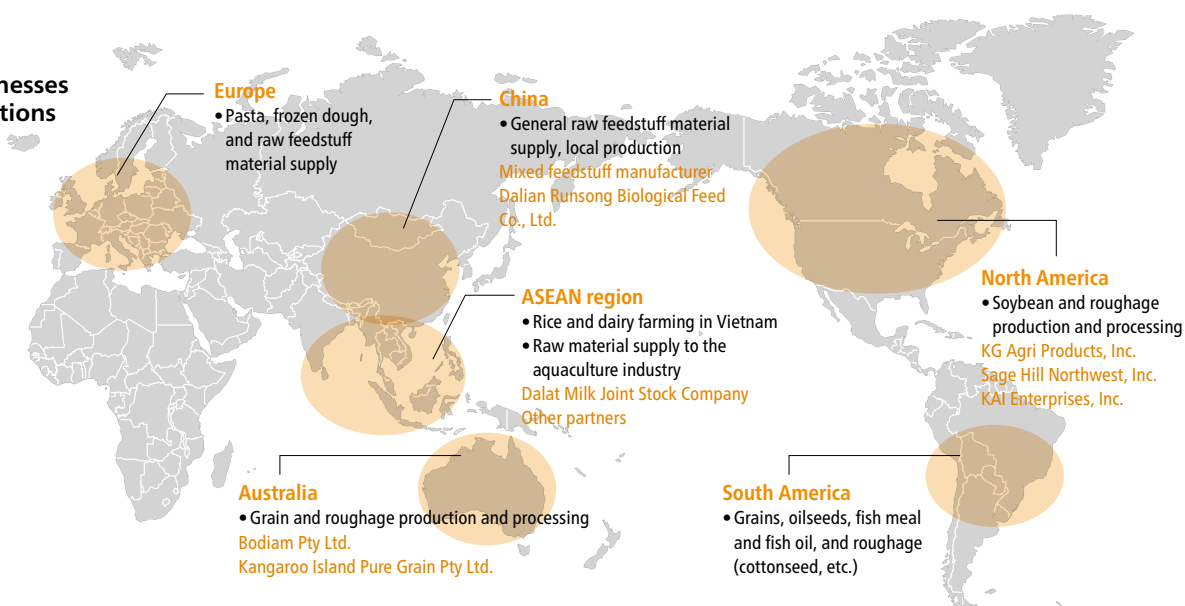 nesses
tions
Europe
• Pasta, frozen dough,
and raw feedstuff
material supply
China
• General raw feedstuff material
supply, local production
Mixed feedstuff manufacturer
Dalian Runsong Biological Feed
Co., Ltd.
ASEAN region
• Rice and dairy farming in Vietnam
• Raw material supply to the
aquaculture industry
Dalat Milk Joint Stock Company
Other partners
North America
• Soybean and roughage
production and processing
KG Agri Products, Inc.
Sage Hill Northwest, Inc.
KAI Enterprises, Inc.
Australia
• Grain and roughage production and processing
Bodiam Pty Ltd.
Kangaroo Island Pure Grain Pty Ltd.
South America
• Grains, oilseeds, fish meal
and fish oil, and roughage
(cottonseed, etc.)